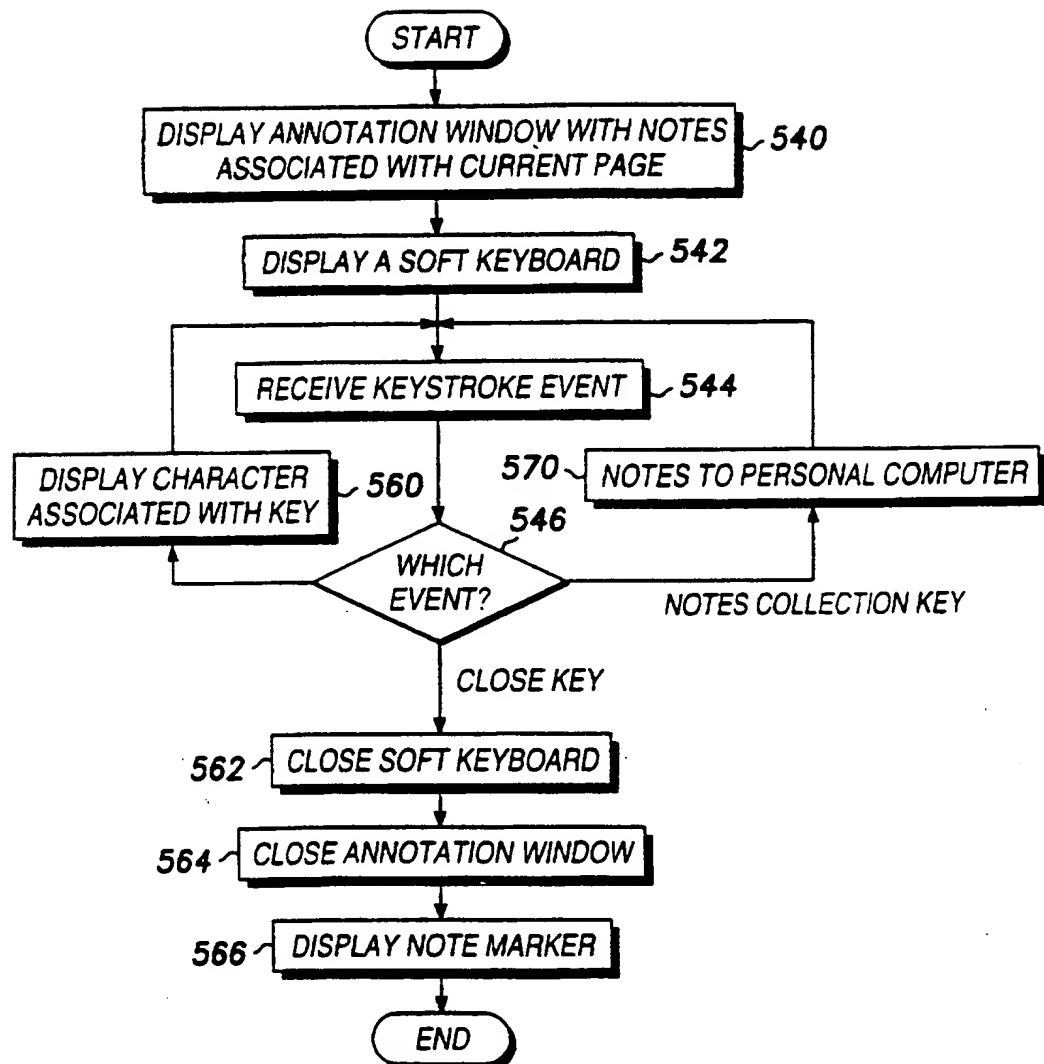 START
DISPLAY ANNOTATION WINDOW WITH NOTES
ASSOCIATED WITH CURRENT PAGE
540
DISPLAY A SOFT KEYBOARD
542
RECEIVE KEYSTROKE EVENT
544
DISPLAY CHARACTER
ASSOCIATED WITH KEY
560
570
NOTES TO PERSONAL COMPUTER
546
WHICH
EVENT?
NOTES COLLECTION KEY
CLOSE KEY
562
CLOSE SOFT KEYBOARD
564
CLOSE ANNOTATION WINDOW
566
DISPLAY NOTE MARKER
END